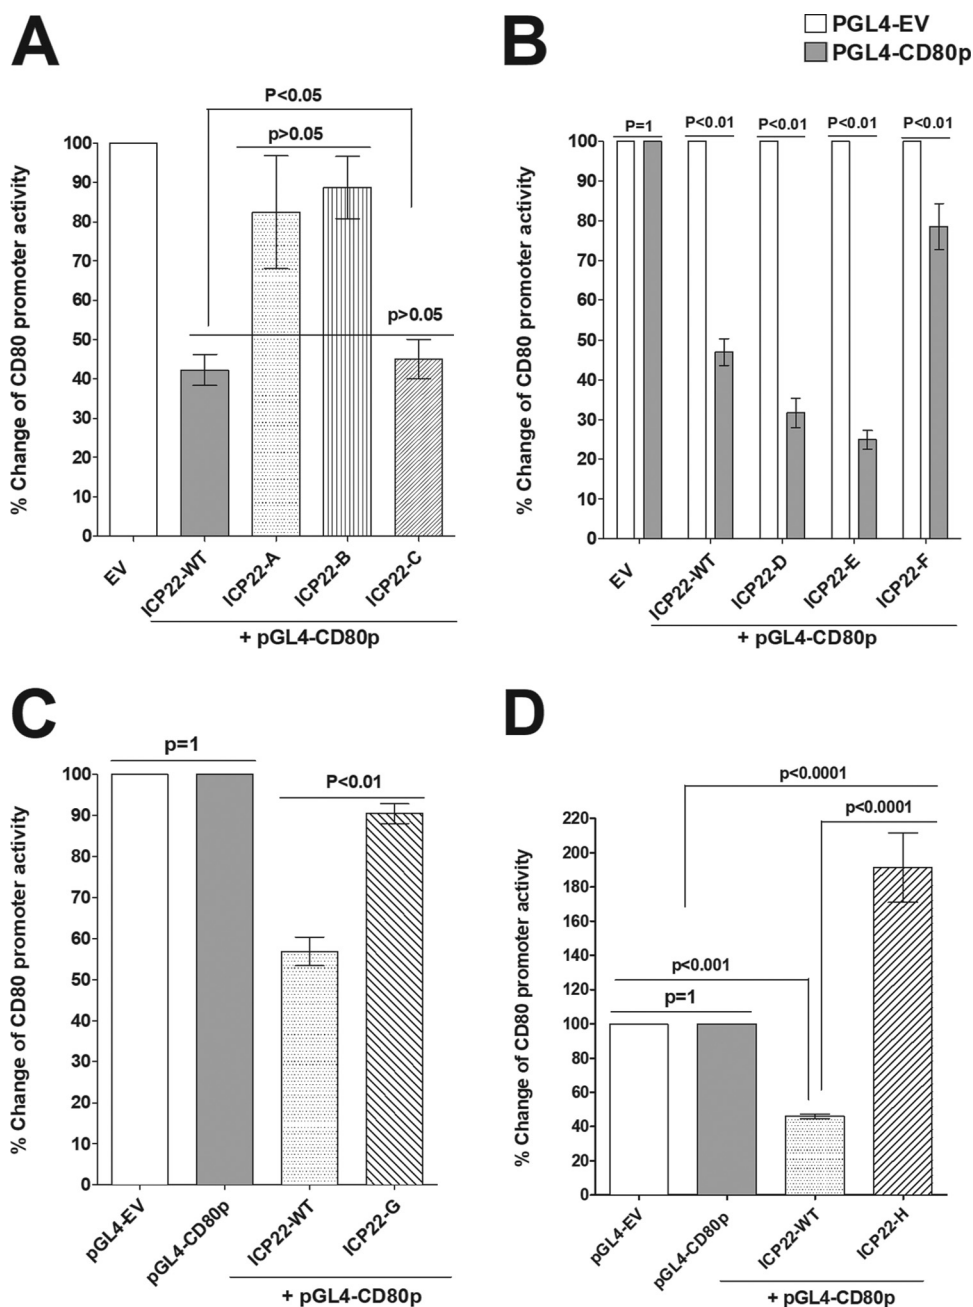 A
% Change of CD80 promoter activity
100
90
80
70
60
50
40
30
20
10
0
P<0.05
p>0.05
p>0.05
EV
ICP22-WT
ICP22-A
ICP22-B
ICP22-C
+ pGL4-CD80p
B
PGL4-EV
PGL4-CD80p
% Change of CD80 promoter activity
100
90
80
70
60
50
40
30
20
10
0
P=1
P<0.01
P<0.01
P<0.01
P<0.01
EV
ICP22-WT
ICP22-D
ICP22-E
ICP22-F
+ pGL4-CD80p
C
% Change of CD80 promoter activity
100
90
80
70
60
50
40
30
20
10
0
p=1
P<0.01
pGL4-EV
pGL4-CD80p
ICP22-WT
ICP22-G
+ pGL4-CD80p
D
% Change of CD80 promoter activity
220
200
180
160
140
120
100
80
60
40
20
0
p<0.0001
p<0.0001
p<0.001
p=1
pGL4-EV
pGL4-CD80p
ICP22-WT
ICP22-H
+ pGL4-CD80p